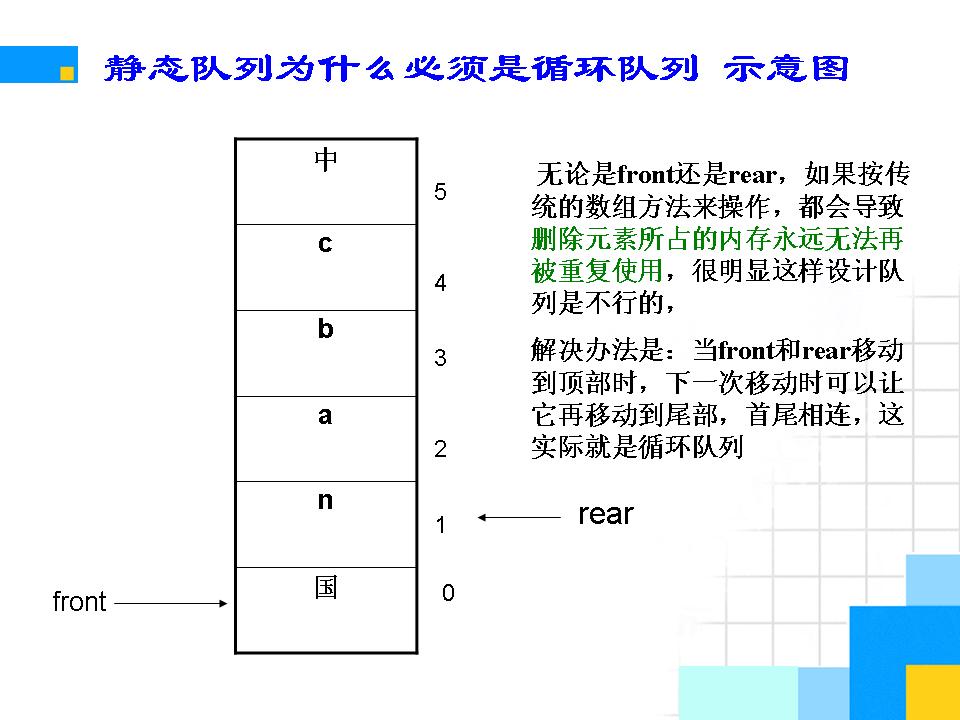 静态队列为什么必须是循环队列 示意图
中
5
c
4
b
3
a
2
n
1
rear
国
0
front
无论是front还是rear，如果按传
统的数组方法来操作，都会导致
删除元素所占的内存永远无法再
被重复使用，很明显这样设计队
列是不行的，
解决办法是：当front和rear移动
到顶部时，下一次移动时可以让
它再移动到尾部，首尾相连，这
实际就是循环队列